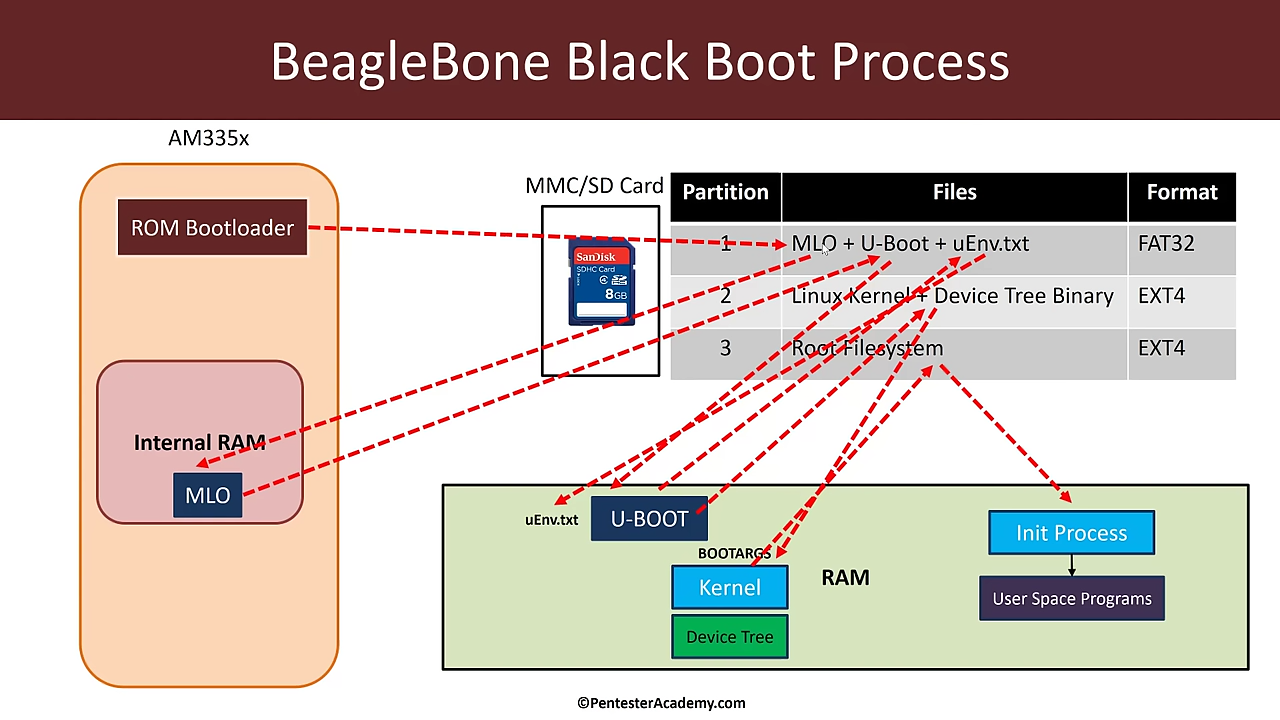 BeagleBone Black Boot Process
AM335x
ROM Bootloader
Internal RAM
MLO
MMC/SD Card
SanDisk
SDHC Card
4
8GB
Partition Files Format
1 MLO + U-Boot + uEnv.txt FAT32
2 Linux Kernel + Device Tree Binary EXT4
3 Root Filesystem EXT4
uEnv.txt
U-BOOT
BOOTARGS
Kernel
Device Tree
RAM
Init Process
User Space Programs
©PentesterAcademy.com